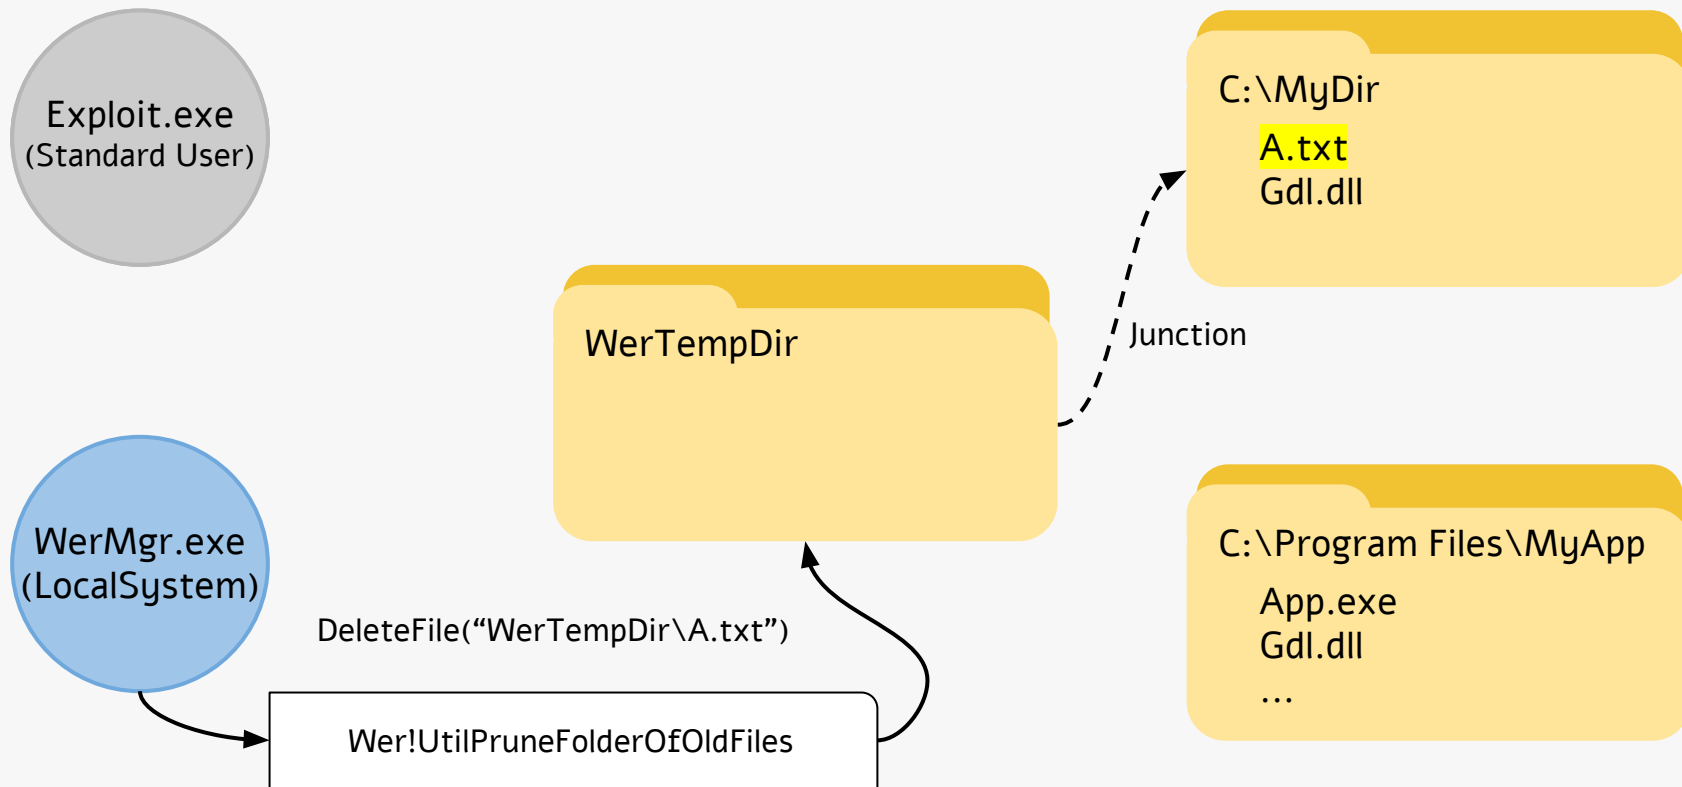 Exploit.exe
(Standard User)
C:\MyDir
A.txt
Gdl.dll
WerTempDir
Junction
WerMgr.exe
(LocalSystem)
C:\Program Files\MyApp
App.exe
Gdl.dll
...
DeleteFile(“WerTempDir\A.txt”)
Wer!UtilPruneFolderOfOldFiles